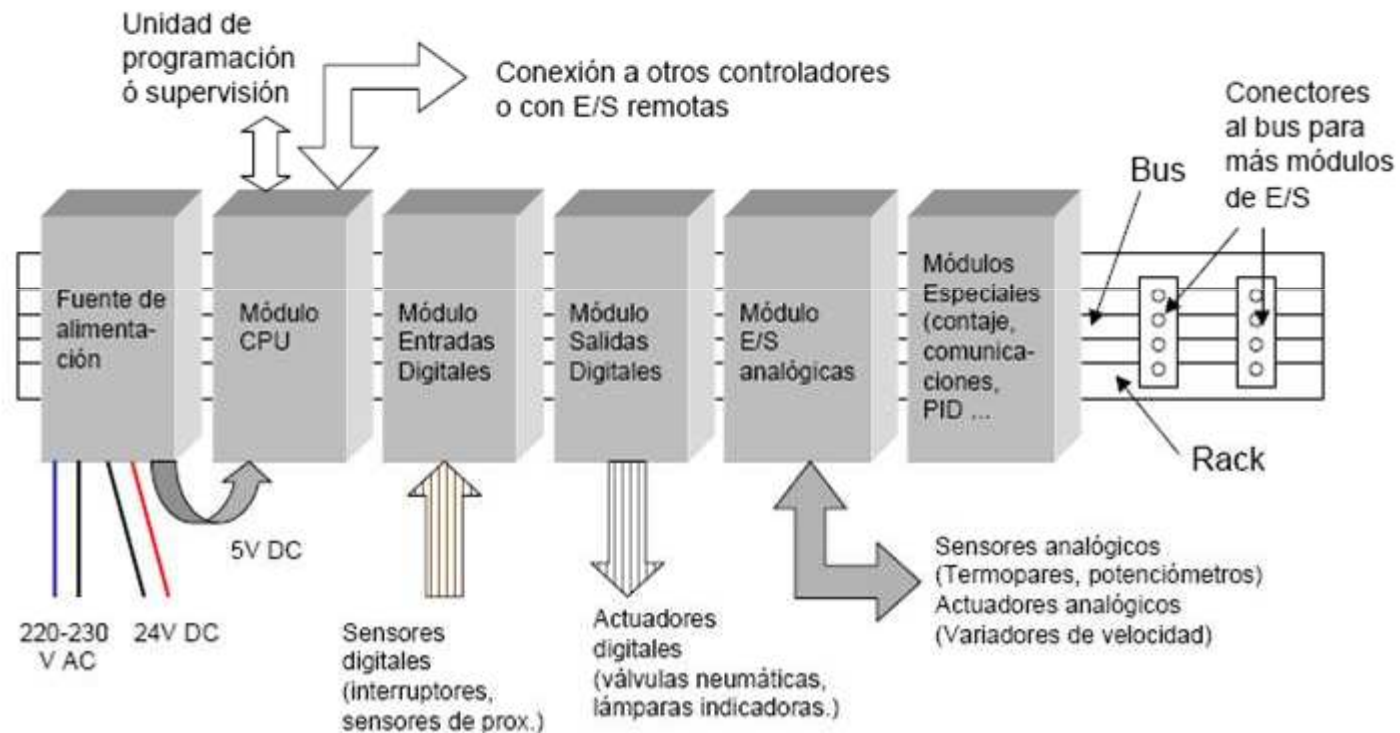 Unidad de
programación
ó supervisión
Conexión a otros controladores
o con E/S remotas
Conectores
al bus para
más módulos
de E/S
Bus
Fuente de
alimenta-
ción
Módulo
CPU
Módulo
Entradas
Digitales
Módulo
Salidas
Digitales
Módulo
E/S
analógicas
Módulos
Especiales
(contaje,
comunica-
ciones,
PID ...
Rack
5V DC
220-230
V AC
24V DC
Sensores
digitales
(interruptores,
sensores de prox.)
Actuadores
digitales
(válvulas neumáticas,
lámparas indicadoras.)
Sensores analógicos
(Termopares, potenciómetros)
Actuadores analógicos
(Variadores de velocidad)